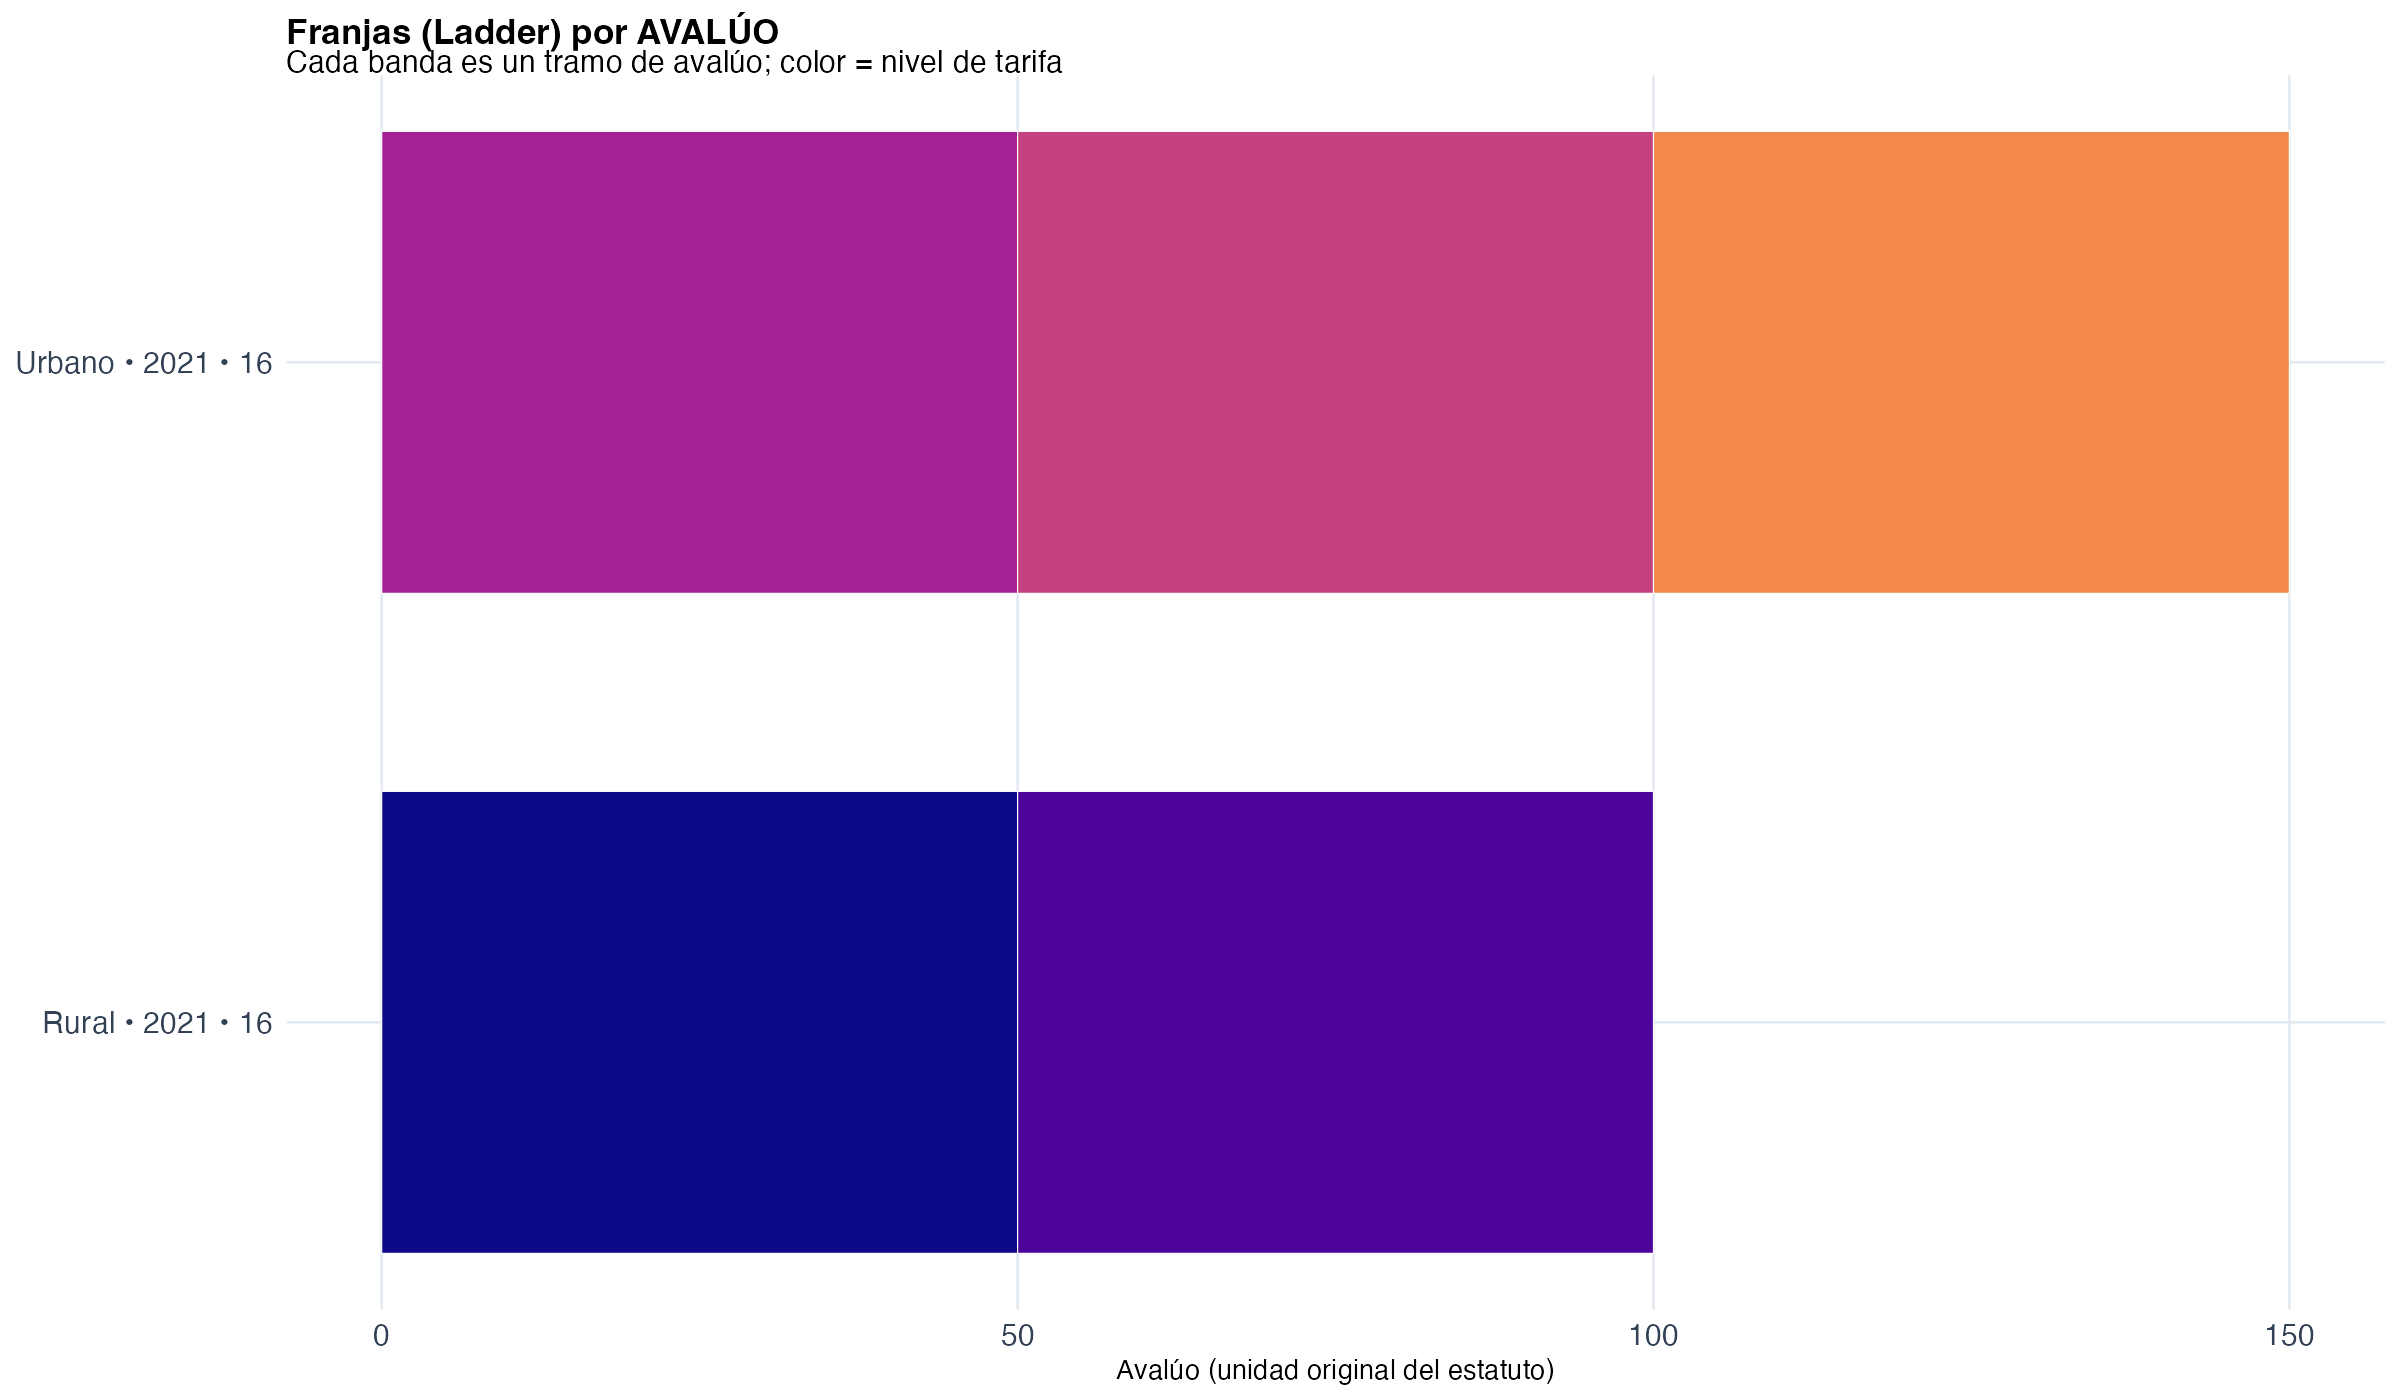 Franjas (Ladder) por AVALÚO
Cada banda es un tramo de avalúo; color = nivel de tarifa
Urbano • 2021 • 16
Rural • 2021 • 16
0 50 100 150
Avalúo (unidad original del estatuto)